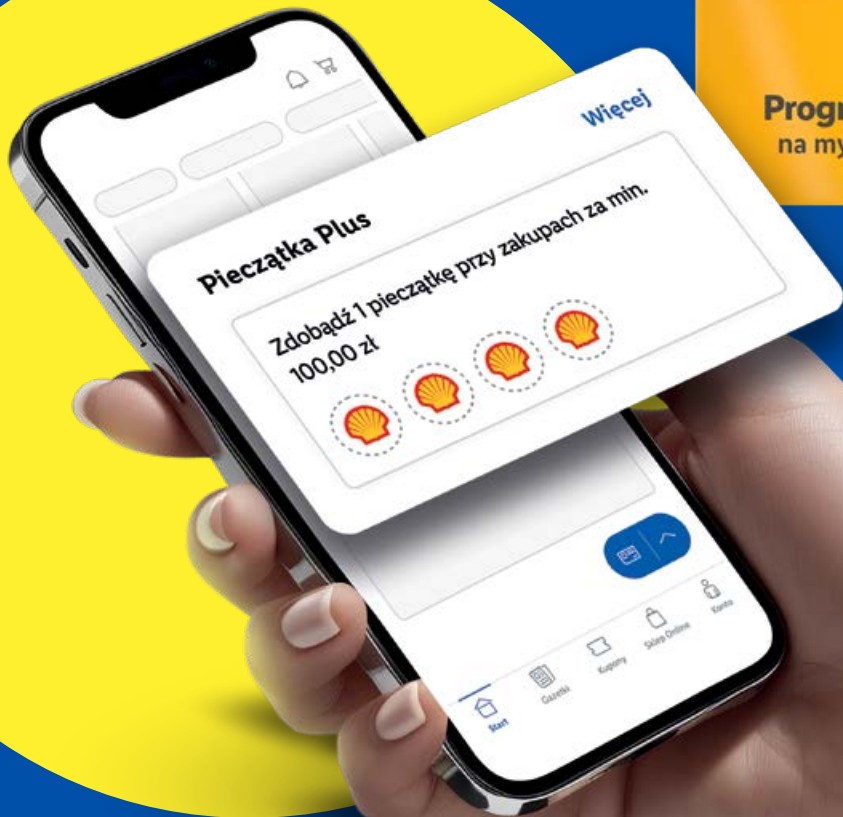 Więcej
Pieczątka Plus
Zdobądź 1 pieczątkę przy zakupach za min.
100,00 zł
Start
Gazetki
Kupony
Sklep Online
Konto
na